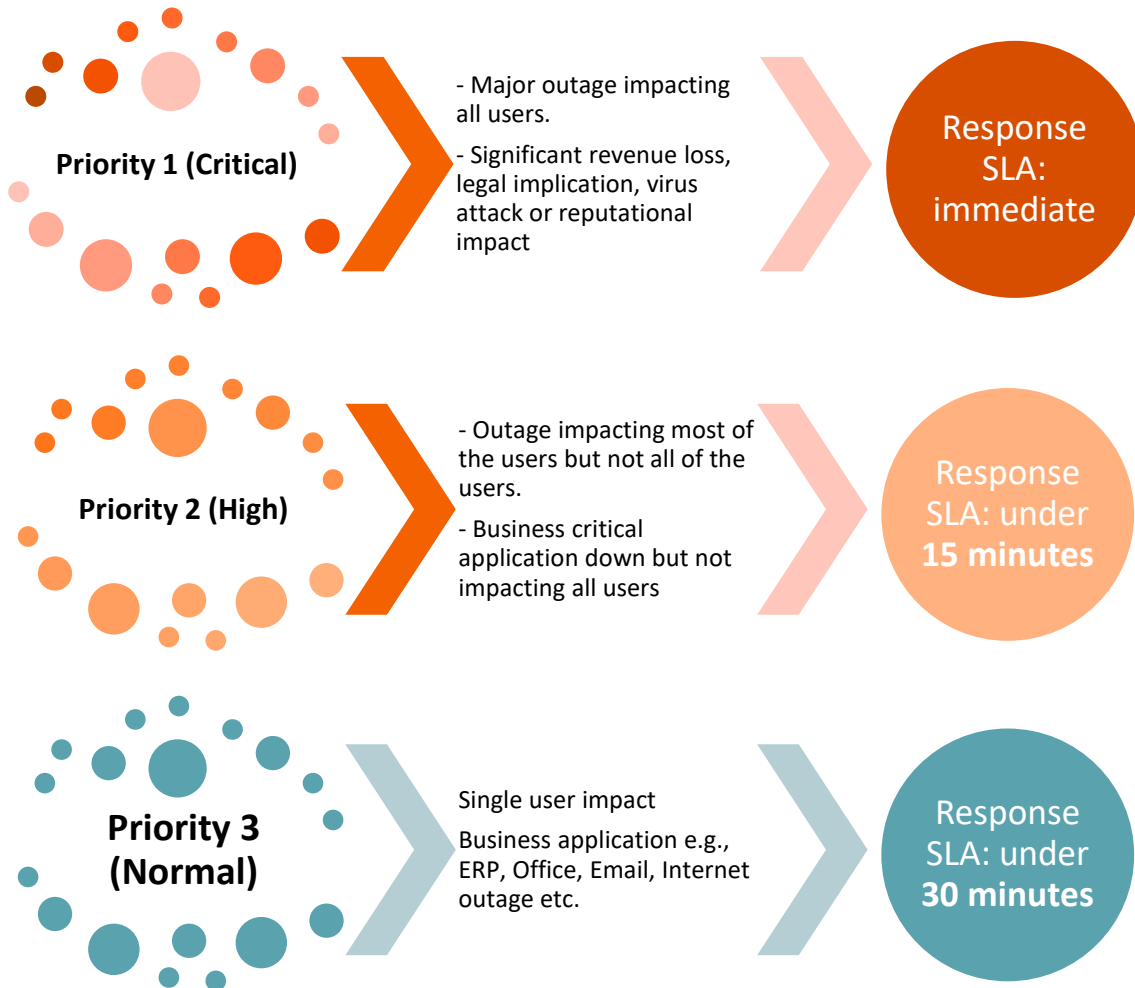 Priority 1 (Critical)
- Major outage impacting
all users.
- Significant revenue loss,
legal implication, virus
attack or reputational
impact
Response
SLA:
immediate
Priority 2 (High)
- Outage impacting most of
the users but not all of the
users.
- Business critical
application down but not
impacting all users
Response
SLA: under
15 minutes
Priority 3
(Normal)
Single user impact
Business application e.g.,
ERP, Office, Email, Internet
outage etc.
Response
SLA: under
30 minutes